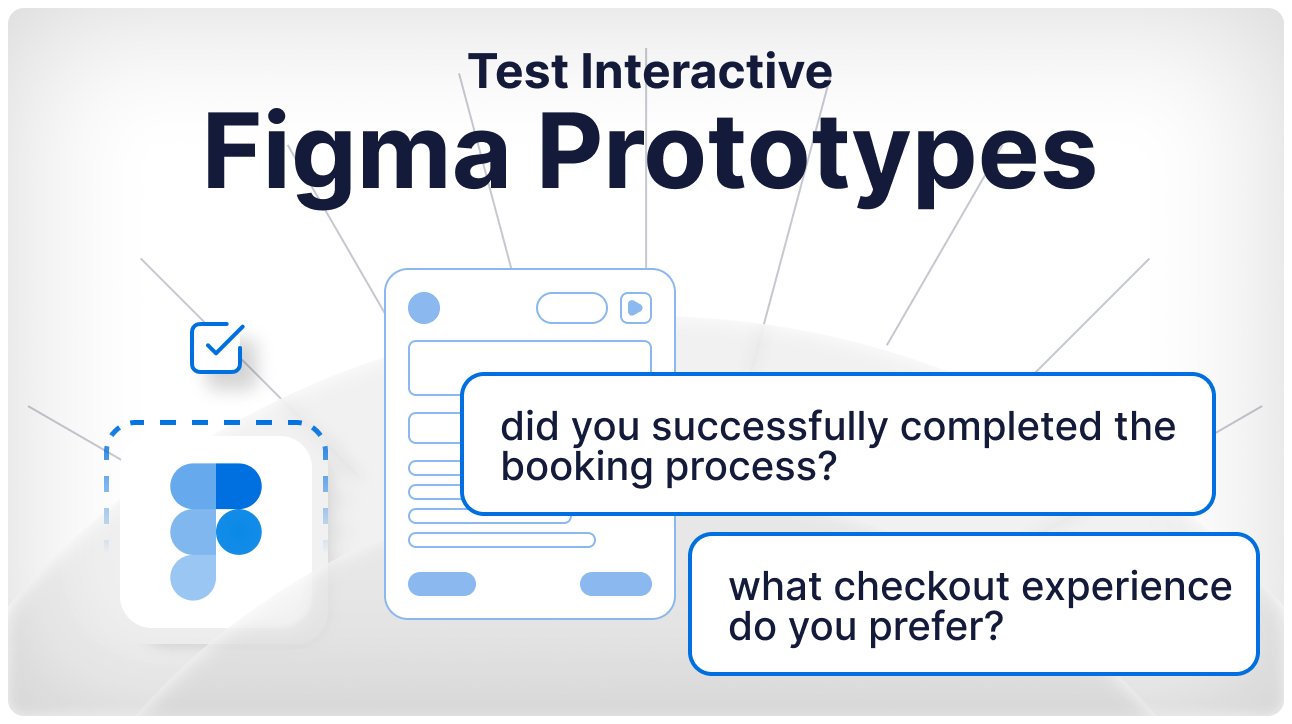 Test Interactive
Figma Prototypes
did you successfully completed the
booking process?
what checkout experience
do you prefer?